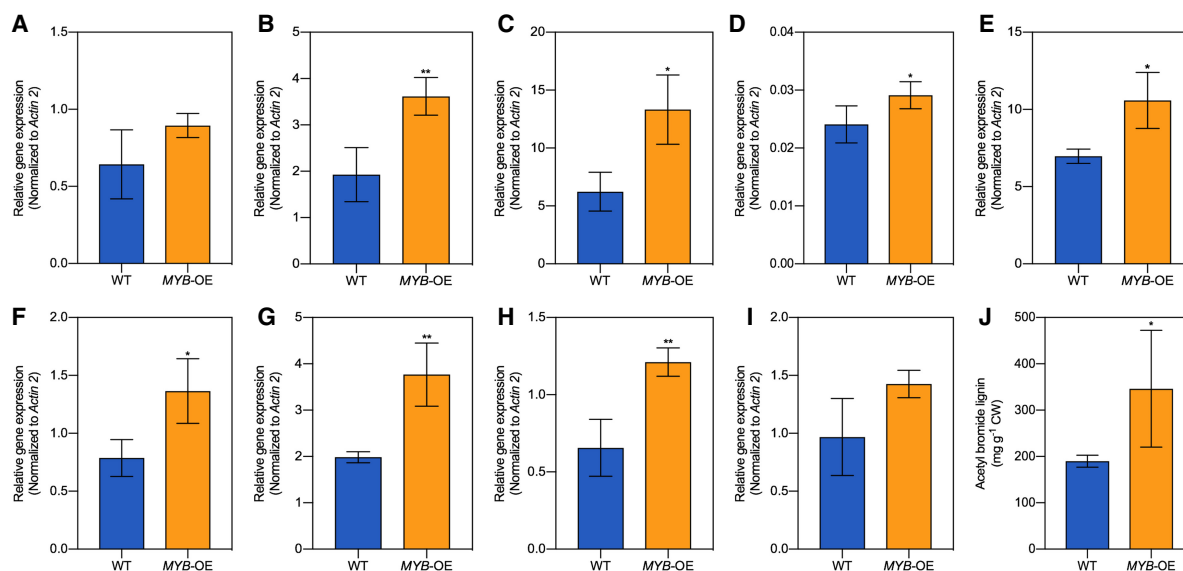 A
Relative gene expression
(Normalized to Actin 2)
1.5
1.0
0.5
0.0
WT
MYB-OE
B
Relative gene expression
(Normalized to Actin 2)
5
4
3
2
1
0
**
WT
MYB-OE
C
Relative gene expression
(Normalized to Actin 2)
20
15
10
5
0
*
WT
MYB-OE
D
Relative gene expression
(Normalized to Actin 2)
0.04
0.03
0.02
0.01
0.00
*
WT
MYB-OE
E
Relative gene expression
(Normalized to Actin 2)
15
10
5
0
*
WT
MYB-OE
F
Relative gene expression
(Normalized to Actin 2)
2.0
1.5
1.0
0.5
0.0
*
WT
MYB-OE
G
Relative gene expression
(Normalized to Actin 2)
5
4
3
2
1
0
**
WT
MYB-OE
H
Relative gene expression
(Normalized to Actin 2)
1.5
1.0
0.5
0.0
**
WT
MYB-OE
I
Relative gene expression
(Normalized to Actin 2)
2.0
1.5
1.0
0.5
0.0
WT
MYB-OE
J
Acetyl bromide lignin
(mg g⁻¹ CW)
500
400
300
200
100
0
*
WT
MYB-OE